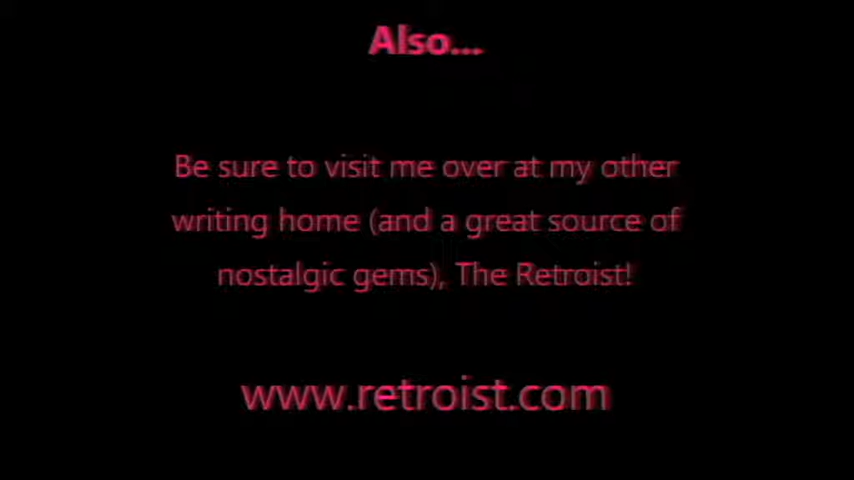 Also...
Be sure to visit me over at my other
writing home (and a great source of
nostalgic gems), The Retroist!
www.retroist.com